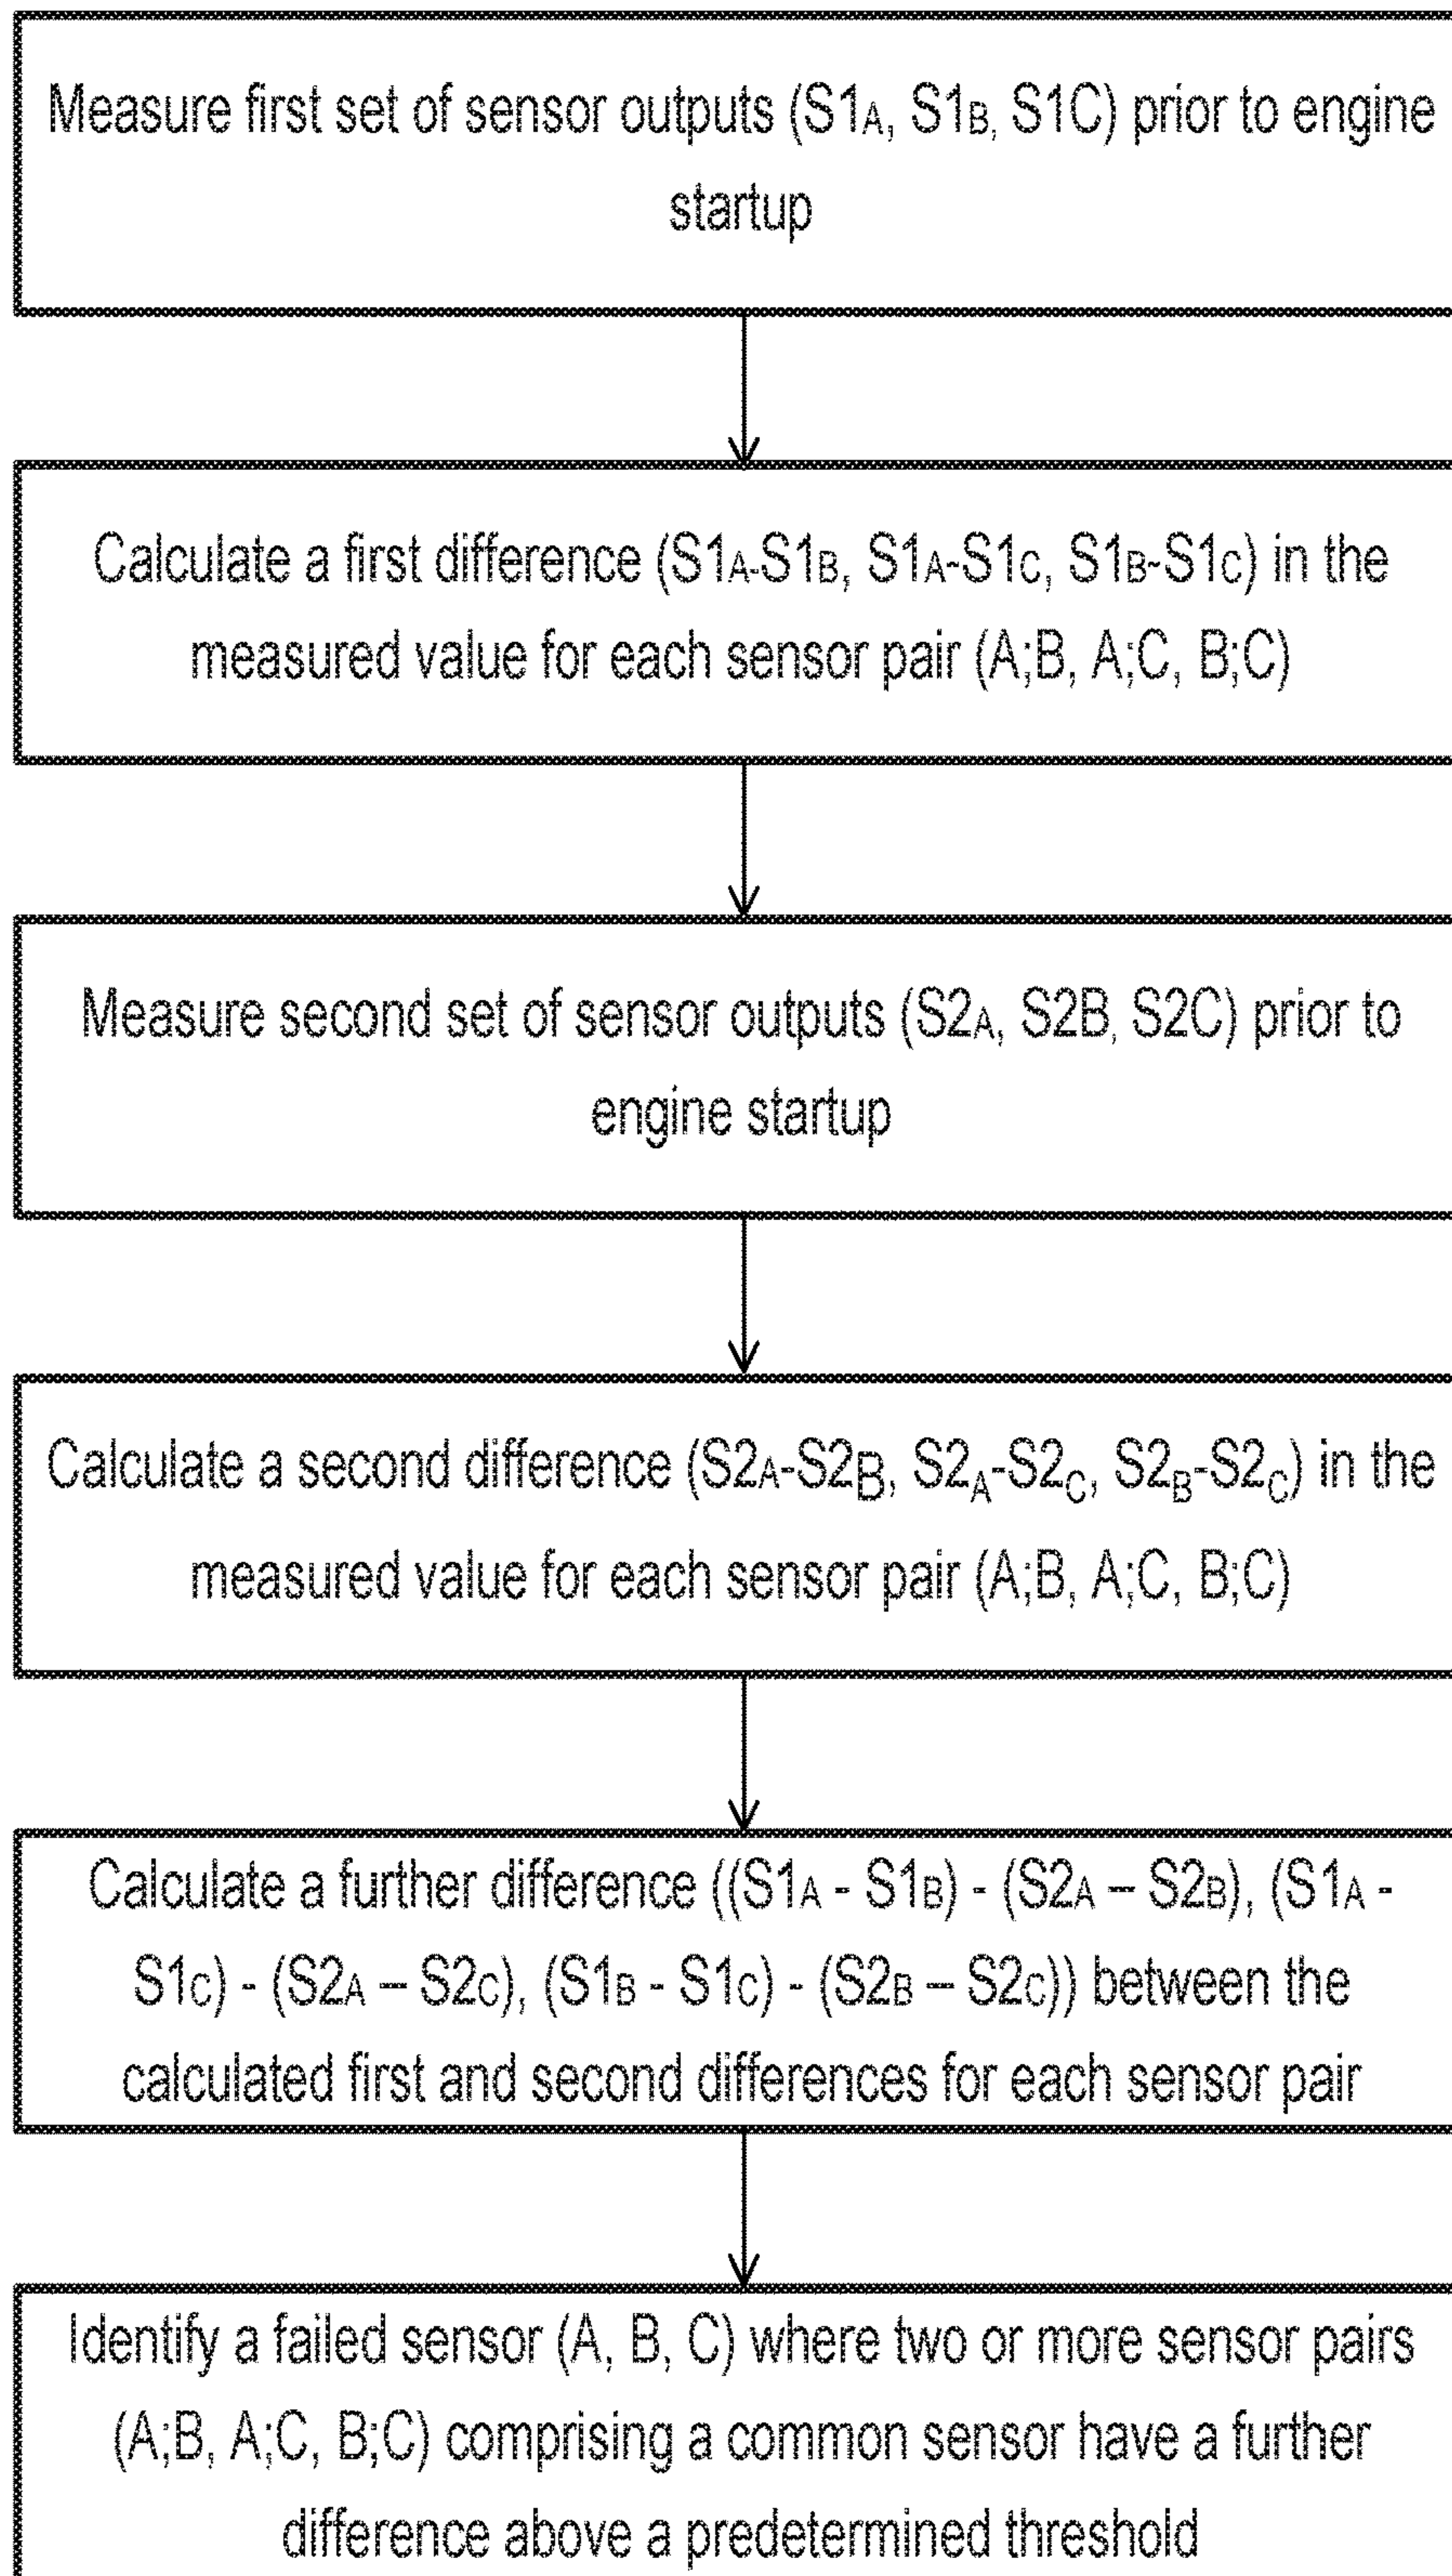 Measure first set of sensor outputs (S1A, S1B, S1C) prior to engine
startup
Calculate a first difference (S1A-S1B, S1A-S1C, S1B-S1C) in the
measured value for each sensor pair (A;B, A;C, B;C)
Measure second set of sensor outputs (S2A, S2B, S2C) prior to
engine startup
Calculate a second difference (S2A-S2B, S2A-S2C, S2B-S2C) in the
measured value for each sensor pair (A;B, A;C, B;C)
Calculate a further difference ((S1A - S1B) - (S2A – S2B), (S1A -
S1C) - (S2A – S2C), (S1B - S1C) - (S2B – S2C)) between the
calculated first and second differences for each sensor pair
Identify a failed sensor (A, B, C) where two or more sensor pairs
(A;B, A;C, B;C) comprising a common sensor have a further
difference above a predetermined threshold